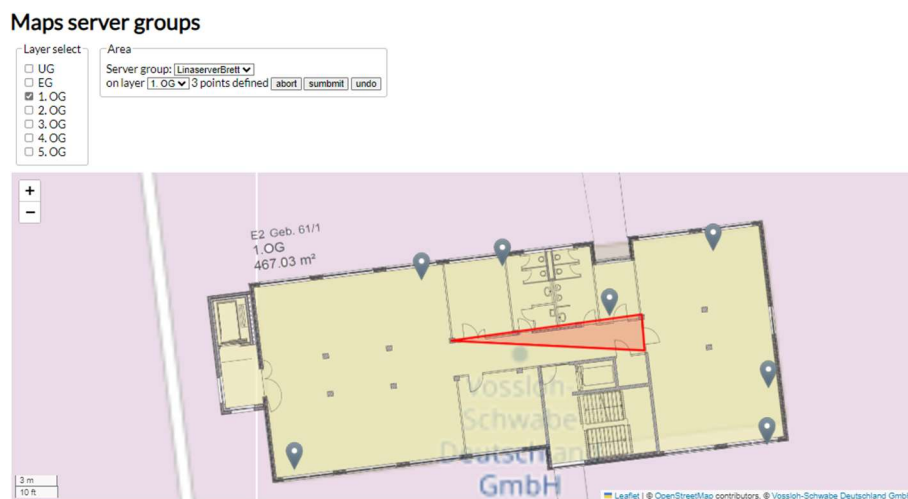 Maps server groups
Layer select
UG
EG
1. OG
2. OG
3. OG
4. OG
5. OG
Area
Server group: LinaserverBrett
on layer 1. OG 3 points defined abort sumbmit undo
+
−
E2 Geb. 61/1
1.OG
467.03 m²
Vossloh-
Schwabe
Deutschlan
GmbH
3 m
10 ft
Leaflet | © OpenStreetMap contributors, © Vossloh-Schwabe Deutschland GmbH